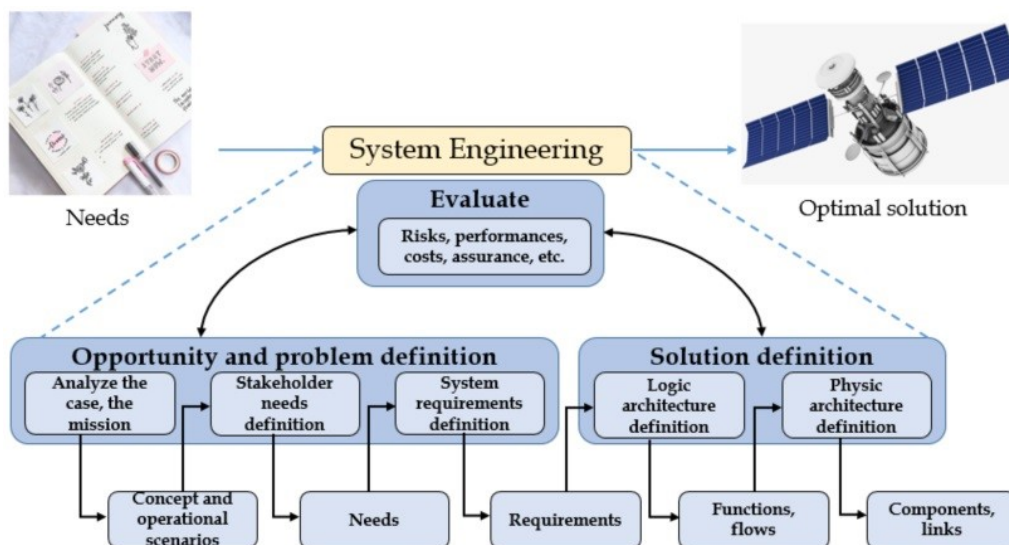 System Engineering
Needs
Optimal solution
Evaluate
Risks, performances,
costs, assurance, etc.
Opportunity and problem definition
Analyze the
case, the
mission
Stakeholder
needs
definition
System
requirements
definition
Solution definition
Logic
architecture
definition
Physic
architecture
definition
Concept and
operational
scenarios
Needs
Requirements
Functions,
flows
Components,
links